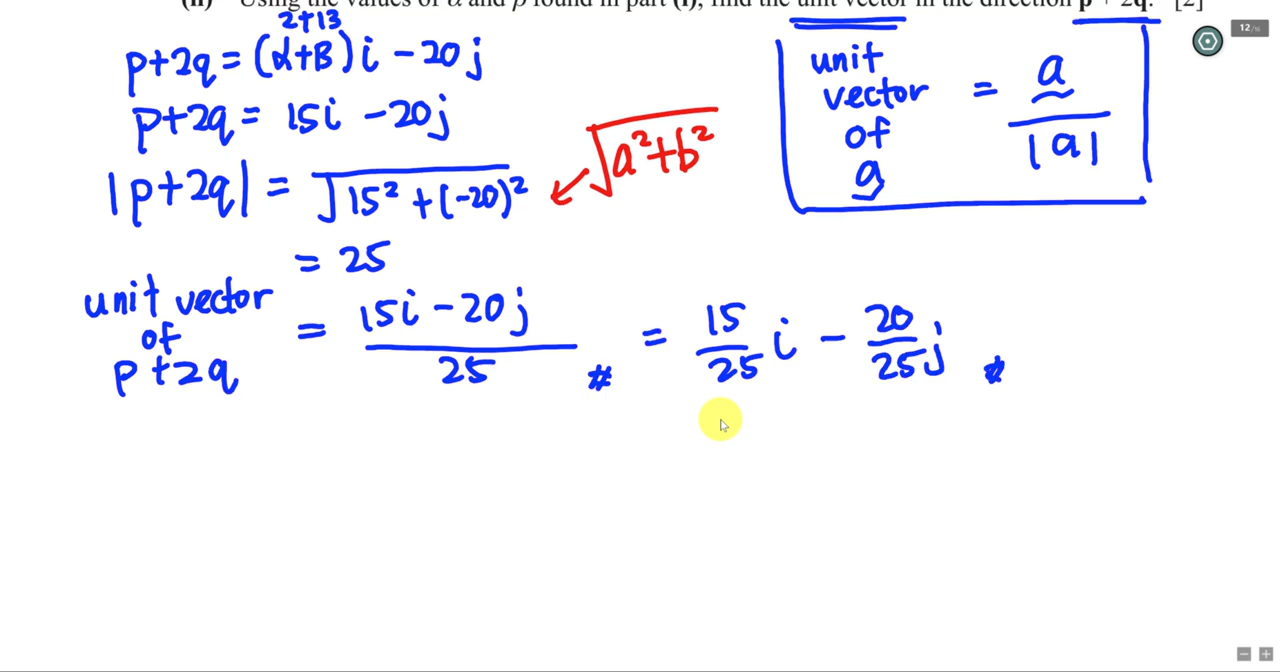 (ii) Using the values of α and β found in part (i), find the unit vector in the direction p + 2q. [2]
12/16
2+13
p+2q = (α+β)i − 20j
p+2q = 15i − 20j
|p+2q| = √15² + (−20)²
√a²+b²
= 25
unit vector of a = a / |a|
unit vector of p+2q = 15i − 20j / 25 # = 15/25 i − 20/25 j #